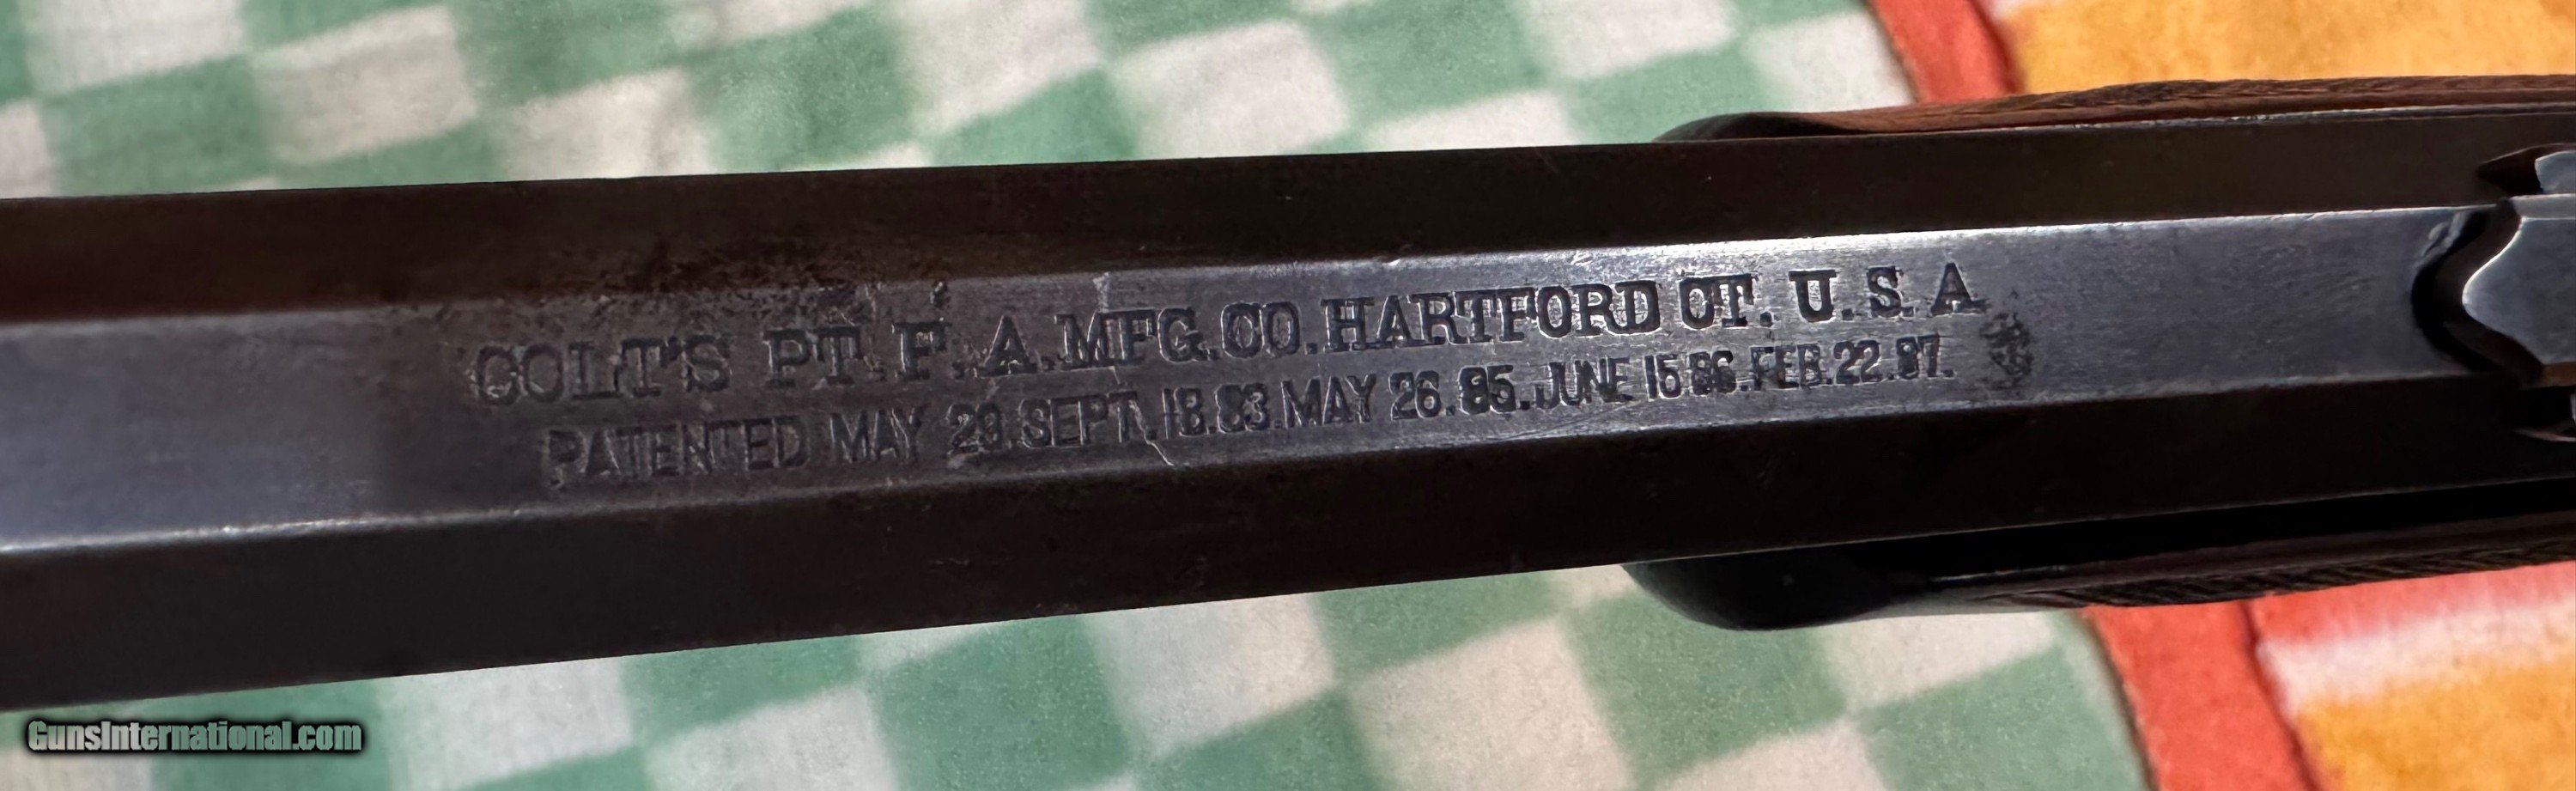 COLT'S PT. F. A. MFG. CO. HARTFORD CT. U. S. A
PATENTED MAY 29. SEPT. 18. 83. MAY 26. 85. JUNE 15 86. FEB. 22. 87.
GunsInternational.com